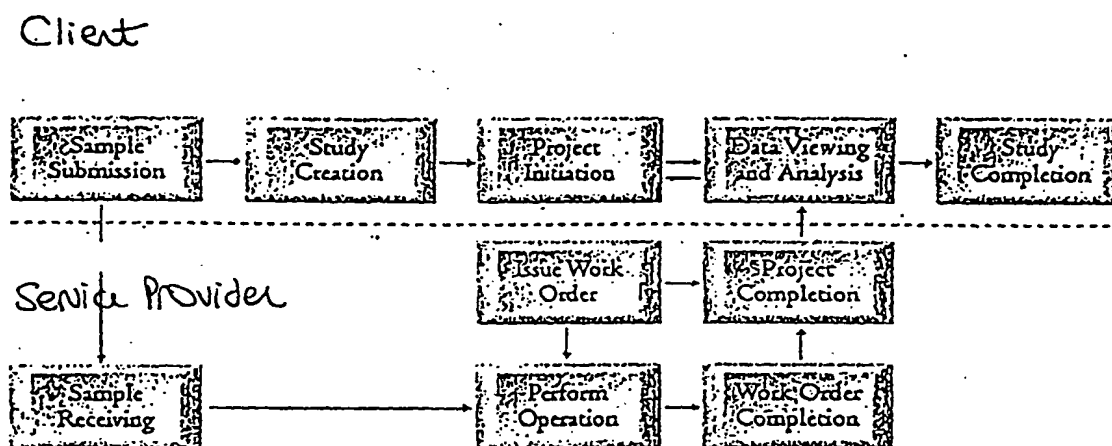 Client
Sample
Submission
Study
Creation
Project
Initiation
Data Viewing
and Analysis
Study
Completion
Issue Work
Order
Project
Completion
Service Provider
Sample
Receiving
Perform
Operation
Work Order
Completion